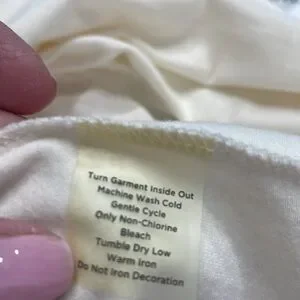 Turn Garment Inside Out
Machine Wash Cold
Gentle Cycle
Only Non-Chlorine
Bleach
Tumble Dry Low
Warm Iron
Do Not Iron Decoration